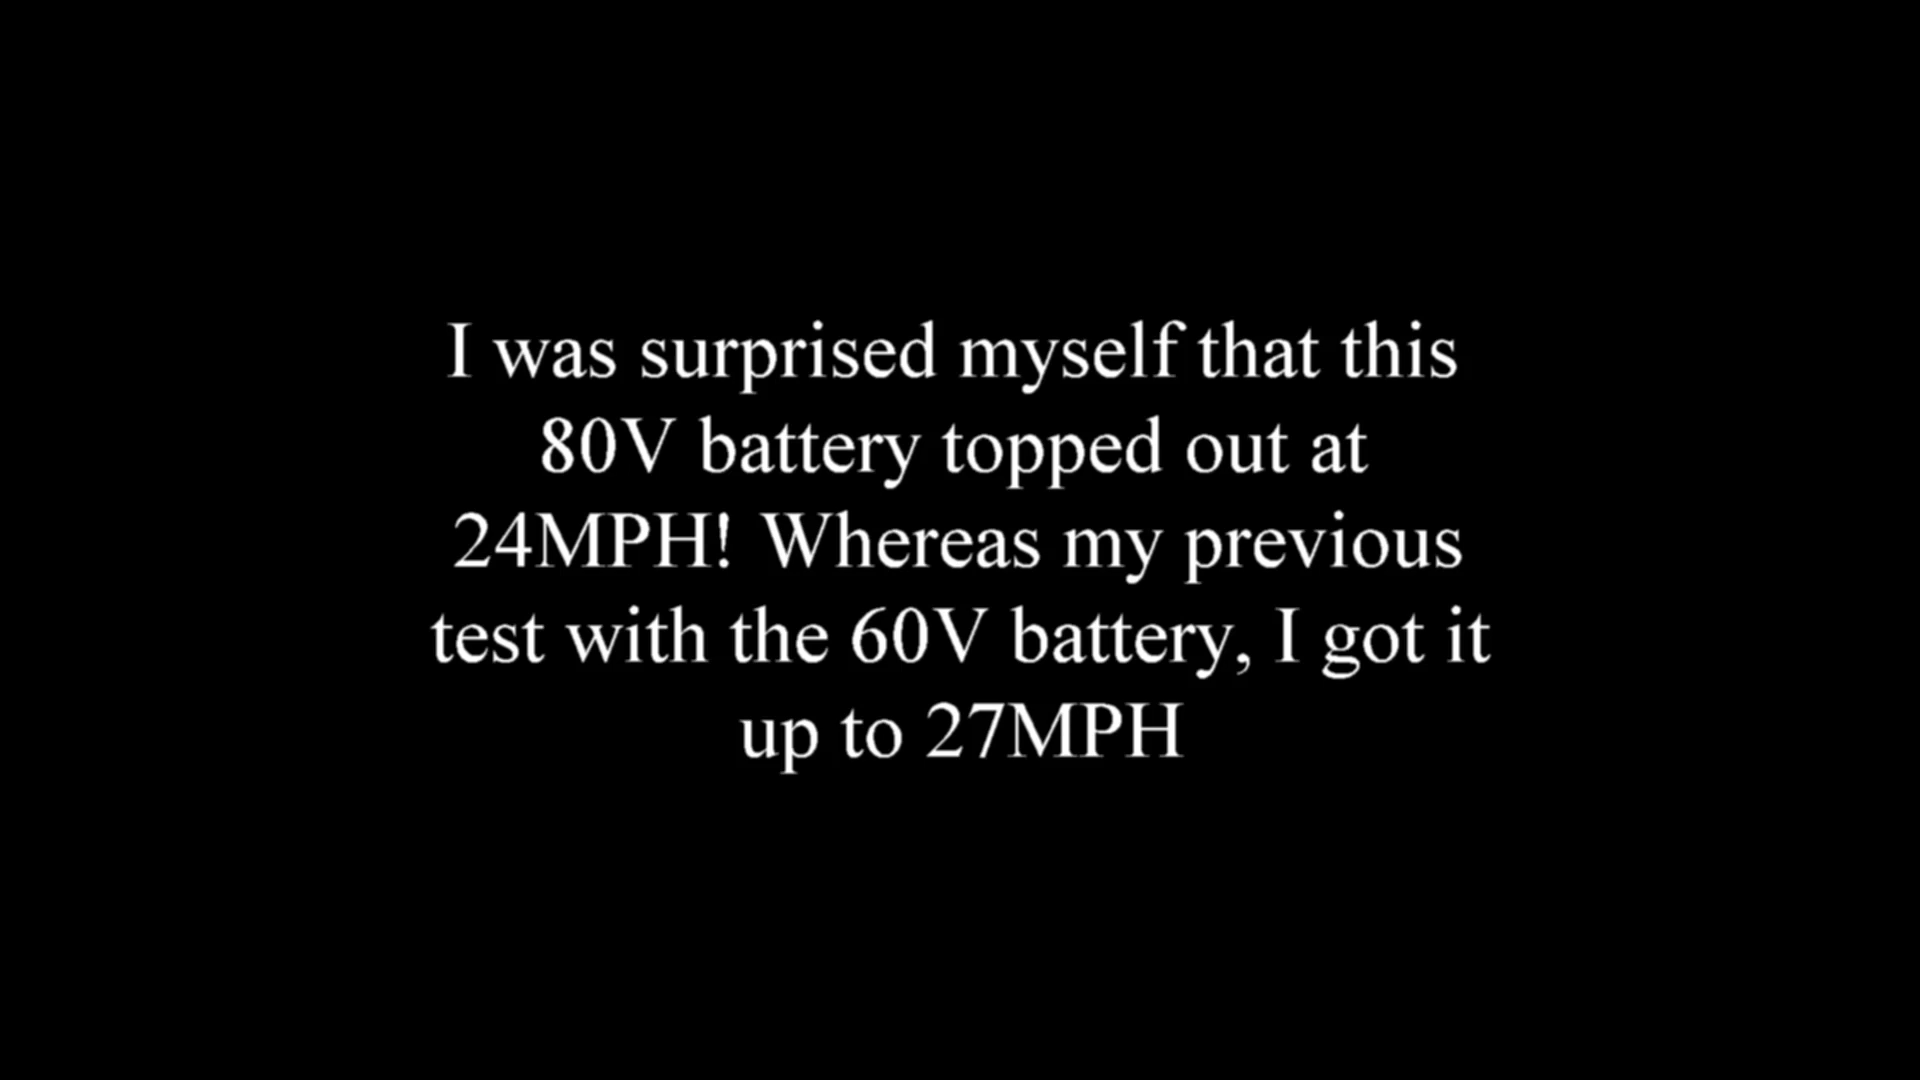 I was surprised myself that this
80V battery topped out at
24MPH! Whereas my previous
test with the 60V battery, I got it
up to 27MPH